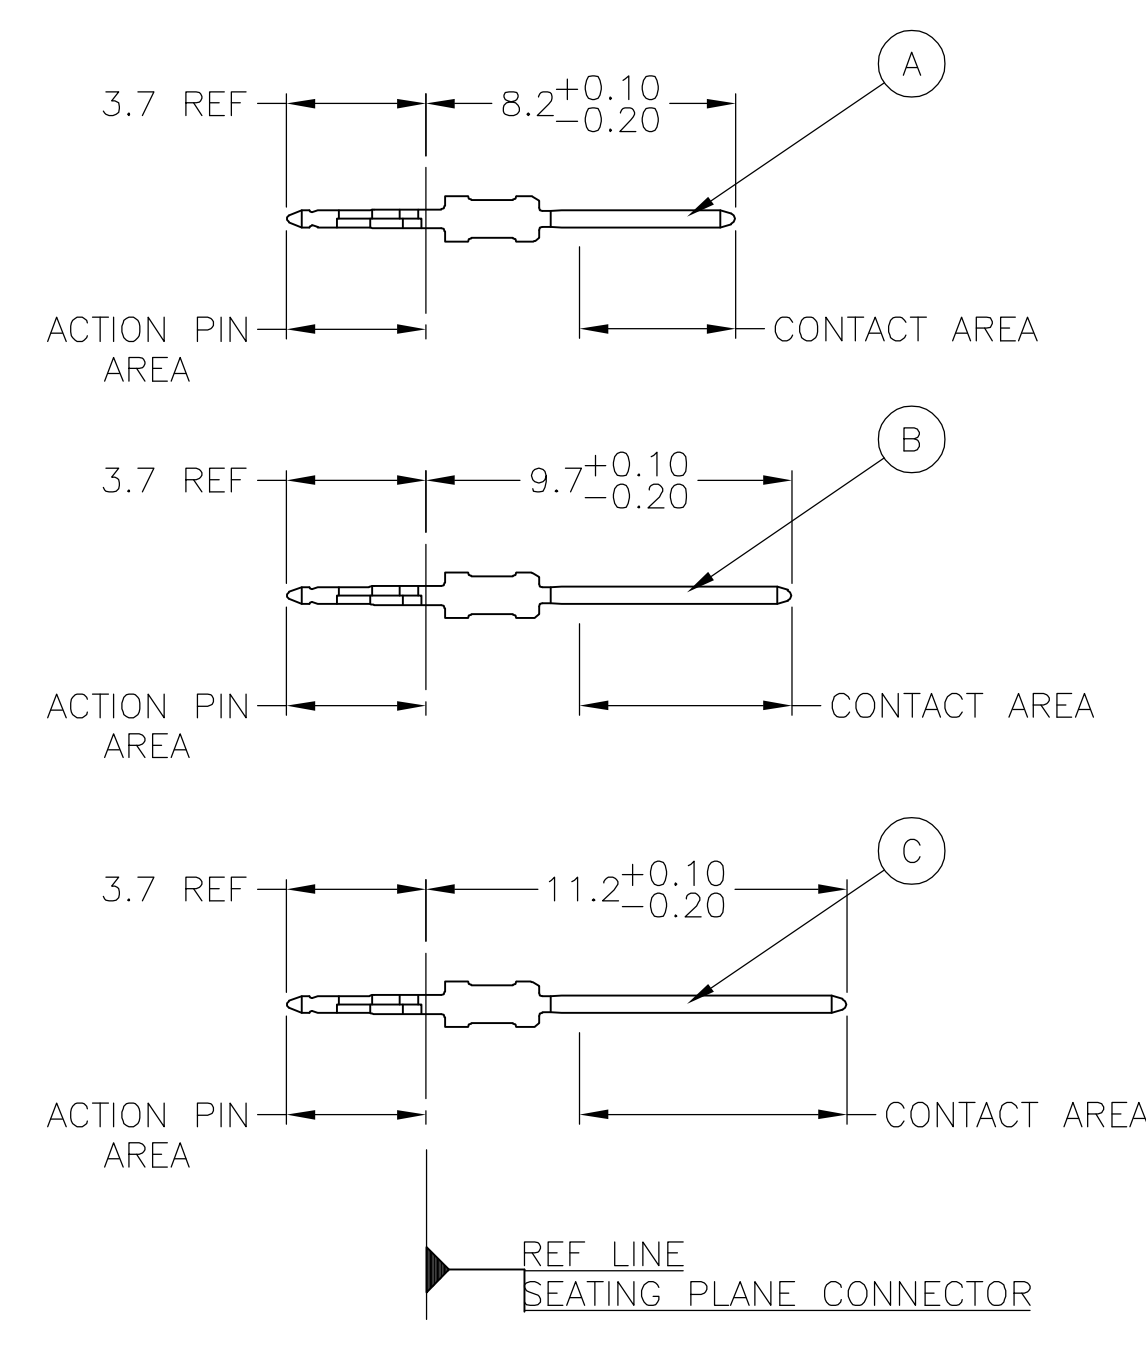 A
3.7 REF
8.2 +0.10
-0.20
ACTION PIN
AREA
CONTACT AREA
B
3.7 REF
9.7 +0.10
-0.20
ACTION PIN
AREA
CONTACT AREA
C
3.7 REF
11.2 +0.10
-0.20
ACTION PIN
AREA
CONTACT AREA
REF LINE
SEATING PLANE CONNECTOR